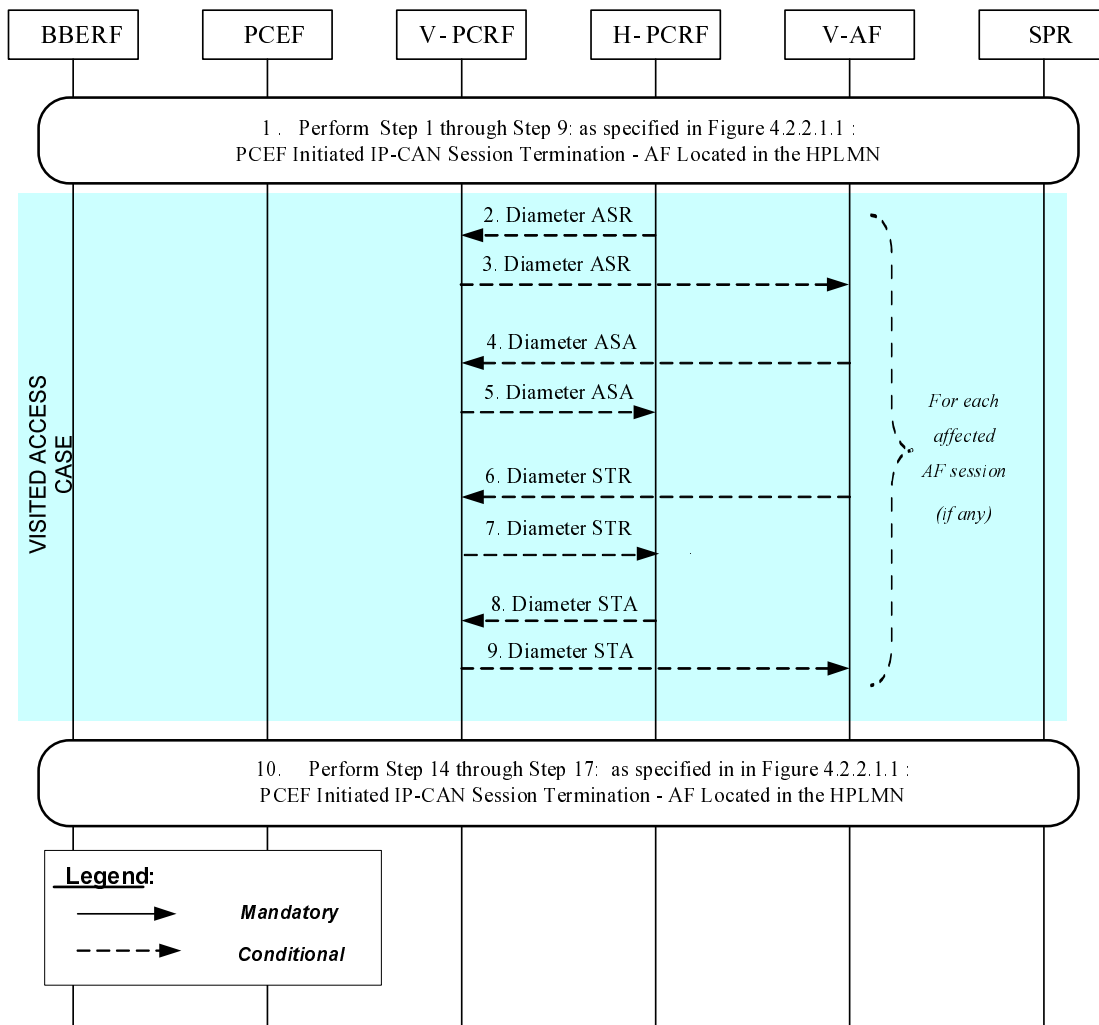 BBERF
PCEF
V- PCRF
H- PCRF
V-AF
SPR
1 . Perform Step 1 through Step 9: as specified in Figure 4.2.2.1.1 :
PCEF Initiated IP-CAN Session Termination - AF Located in the HPLMN
2. Diameter ASR
3. Diameter ASR
4. Diameter ASA
5. Diameter ASA
6. Diameter STR
7. Diameter STR
8. Diameter STA
9. Diameter STA
VISITED ACCESS
CASE
For each
affected
AF session
(if any)
10. Perform Step 14 through Step 17: as specified in in Figure 4.2.2.1.1 :
PCEF Initiated IP-CAN Session Termination - AF Located in the HPLMN
Legend:
Mandatory
Conditional